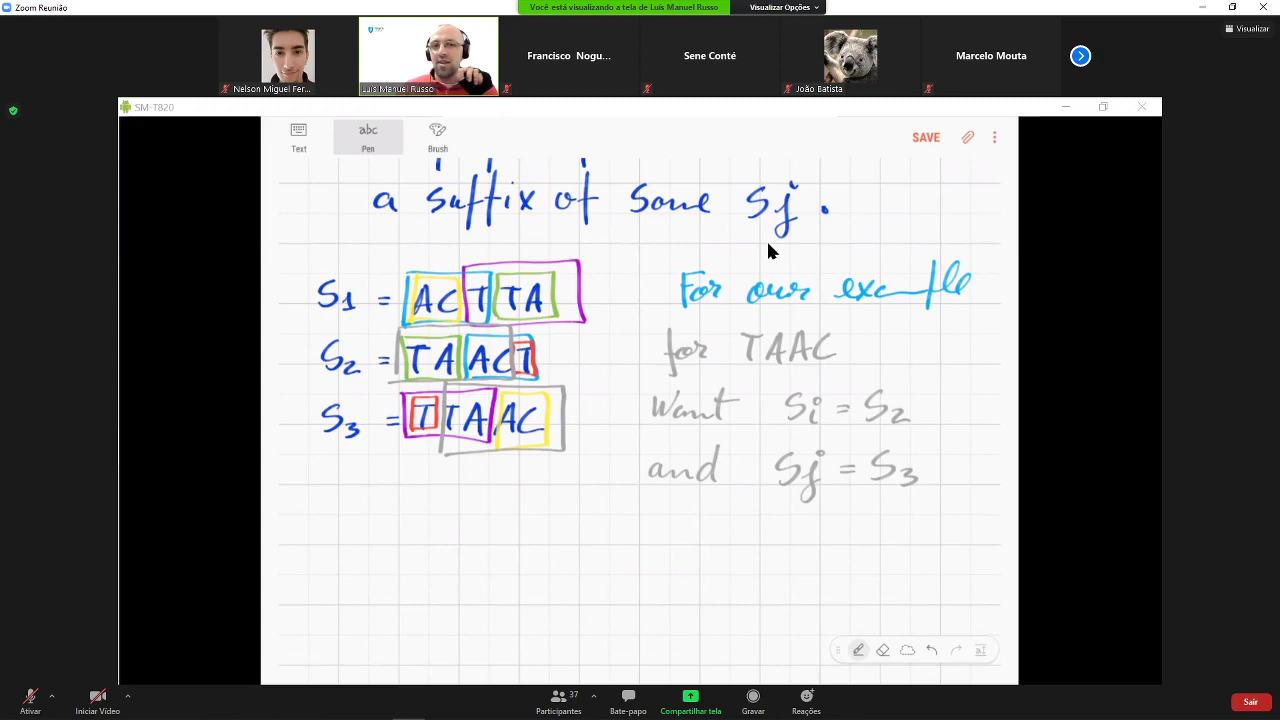 Zoom Reunião
Você está visualizando a tela de Luís Manuel Russo
Visualizar Opções
Visualizar
Nelson Miguel Fer...
Luís Manuel Russo
Francisco Nogu...
Sene Conté
João Batista
Marcelo Mouta
SM-T820
Text
abc
Pen
Brush
SAVE
a suffix of some Sj.
S1 = ACTTA
For our example
S2 = TAACT
for TAAC
Want Si = S2
S3 = TTAAC
and Sj = S3
Ativar
Iniciar Vídeo
37
Participantes
Bate-papo
Compartilhar tela
Gravar
Reações
Sair